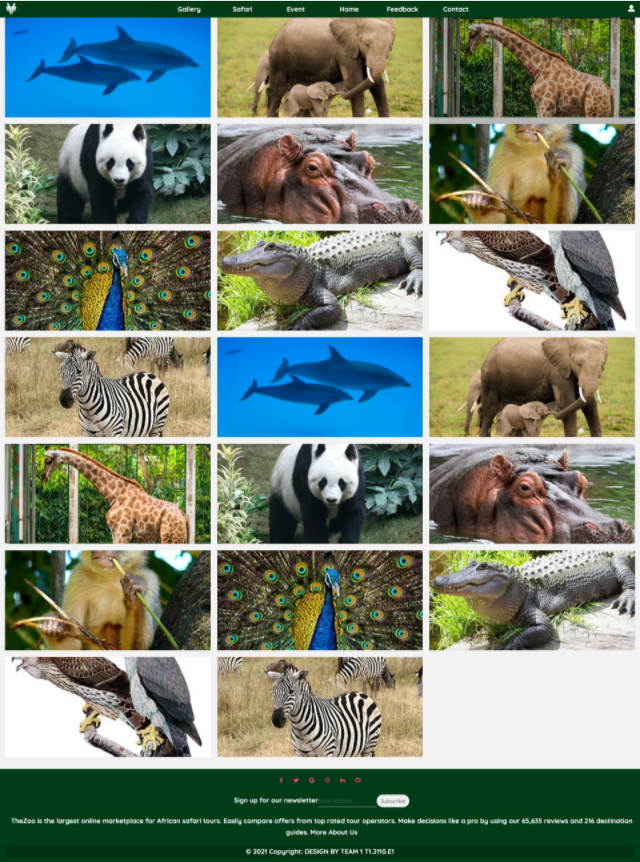 Gallery Safari Event Home Feedback Contact
Sign up for our newsletter Subscribe
TheZoo is the largest online marketplace for African safari tours. Easily compare offers from top rated tour operators. Make decisions like a pro by using our 65,635 reviews and 216 destination
guides. More About Us
© 2021 Copyright: DESIGN BY TEAM 1 T1.2110.E1